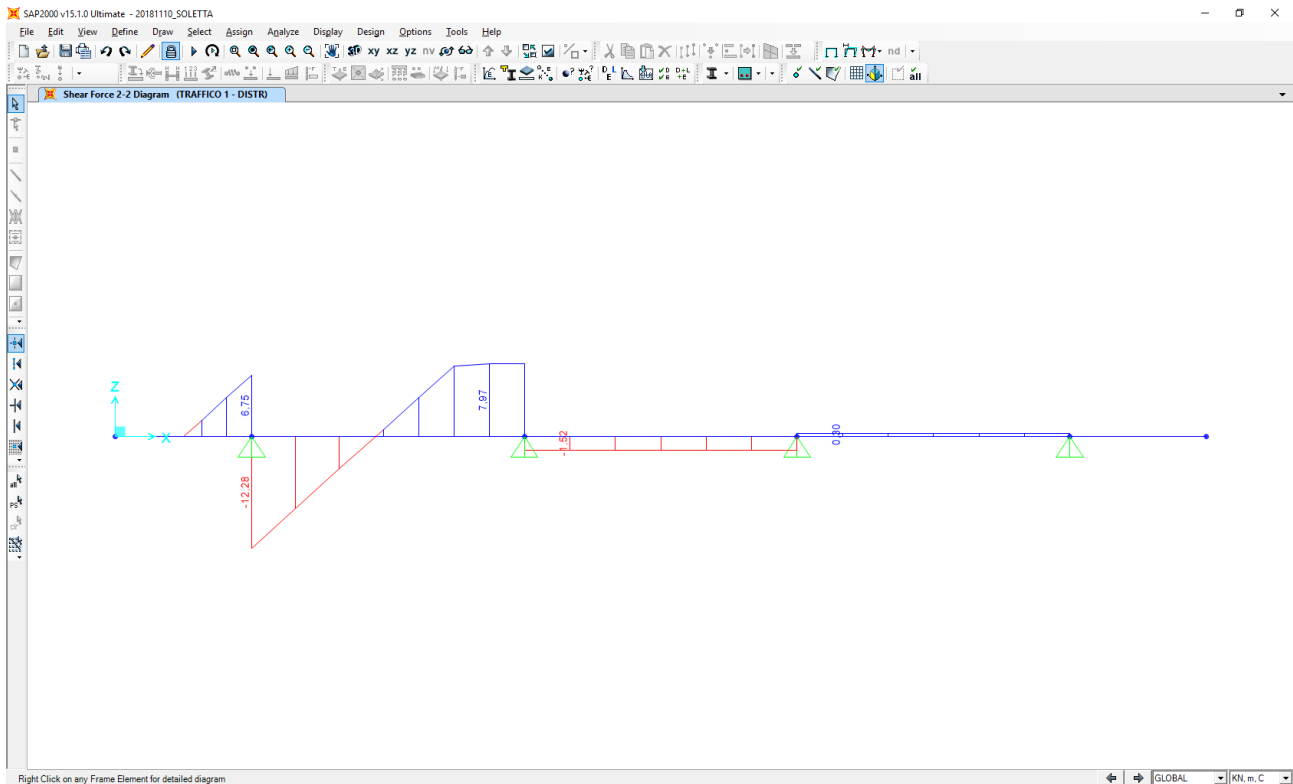 SAP2000 v15.1.0 Ultimate - 20181110_SOLETTA
File Edit View Define Draw Select Assign Analyze Display Design Options Tools Help
xy xz yz nv
nd
all
Shear Force 2-2 Diagram (TRAFFICO 1 - DISTR)
Z
X
6.75
-12.28
7.97
-1.52
0.30
all
PS
clr
Right Click on any Frame Element for detailed diagram
GLOBAL
KN, m, C